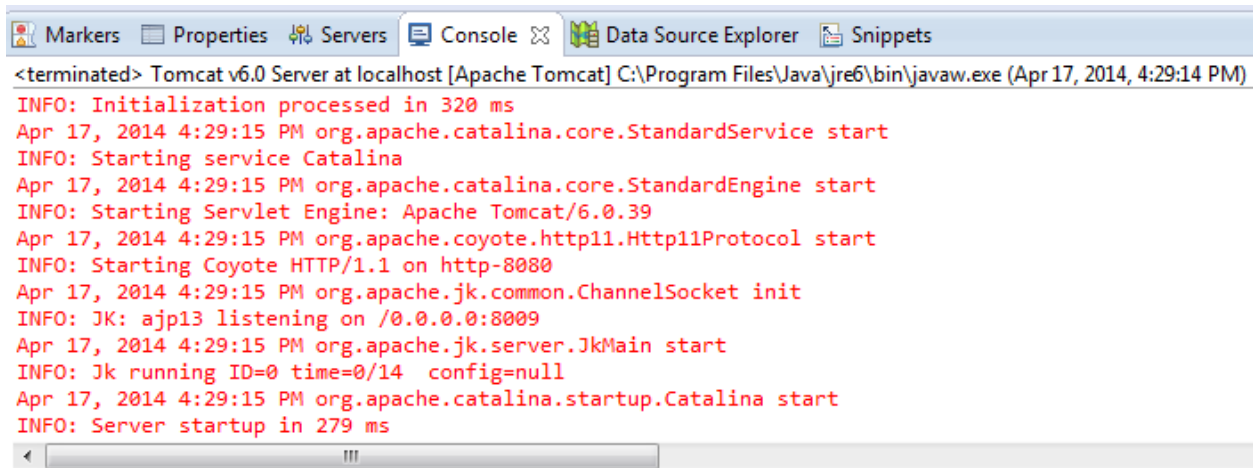 Markers Properties Servers Console Data Source Explorer Snippets
<terminated> Tomcat v6.0 Server at localhost [Apache Tomcat] C:\Program Files\Java\jre6\bin\javaw.exe (Apr 17, 2014, 4:29:14 PM)
INFO: Initialization processed in 320 ms
Apr 17, 2014 4:29:15 PM org.apache.catalina.core.StandardService start
INFO: Starting service Catalina
Apr 17, 2014 4:29:15 PM org.apache.catalina.core.StandardEngine start
INFO: Starting Servlet Engine: Apache Tomcat/6.0.39
Apr 17, 2014 4:29:15 PM org.apache.coyote.http11.Http11Protocol start
INFO: Starting Coyote HTTP/1.1 on http-8080
Apr 17, 2014 4:29:15 PM org.apache.jk.common.ChannelSocket init
INFO: JK: ajp13 listening on /0.0.0.0:8009
Apr 17, 2014 4:29:15 PM org.apache.jk.server.JkMain start
INFO: Jk running ID=0 time=0/14  config=null
Apr 17, 2014 4:29:15 PM org.apache.catalina.startup.Catalina start
INFO: Server startup in 279 ms